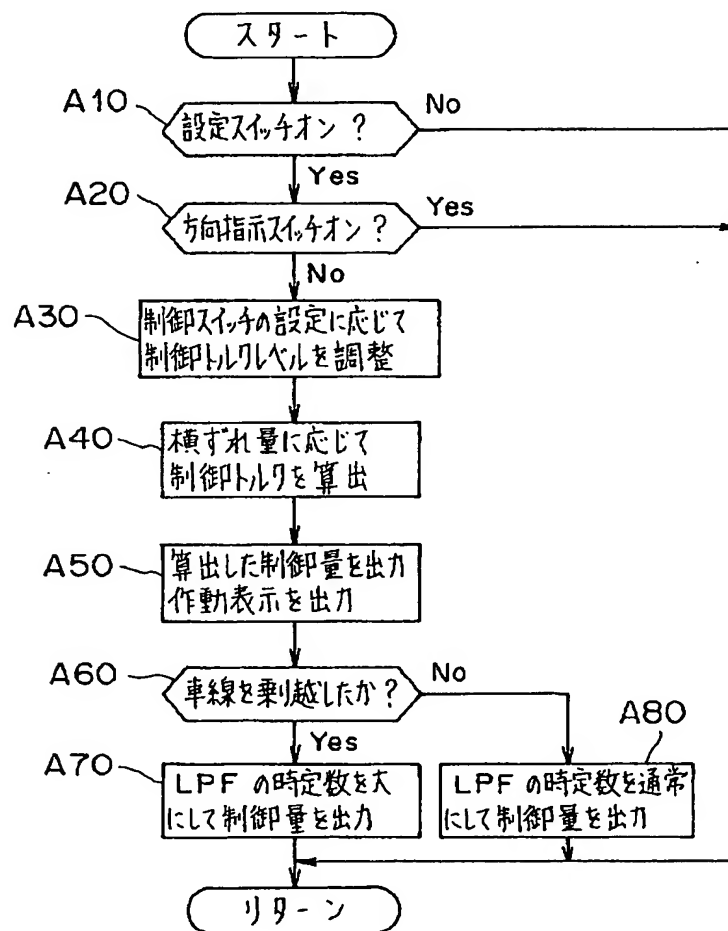 スタート
A10
設定スイッチオン？
No
Yes
A20
方向指示スイッチオン？
Yes
No
A30
制御スイッチの設定に応じて
制御トルクレベルを調整
A40
横ずれ量に応じて
制御トルクを算出
A50
算出した制御量を出力
作動表示を出力
A60
車線を乗り越したか？
No
Yes
A70
LPFの時定数を大
にして制御量を出力
A80
LPFの時定数を通常
にして制御量を出力
リターン